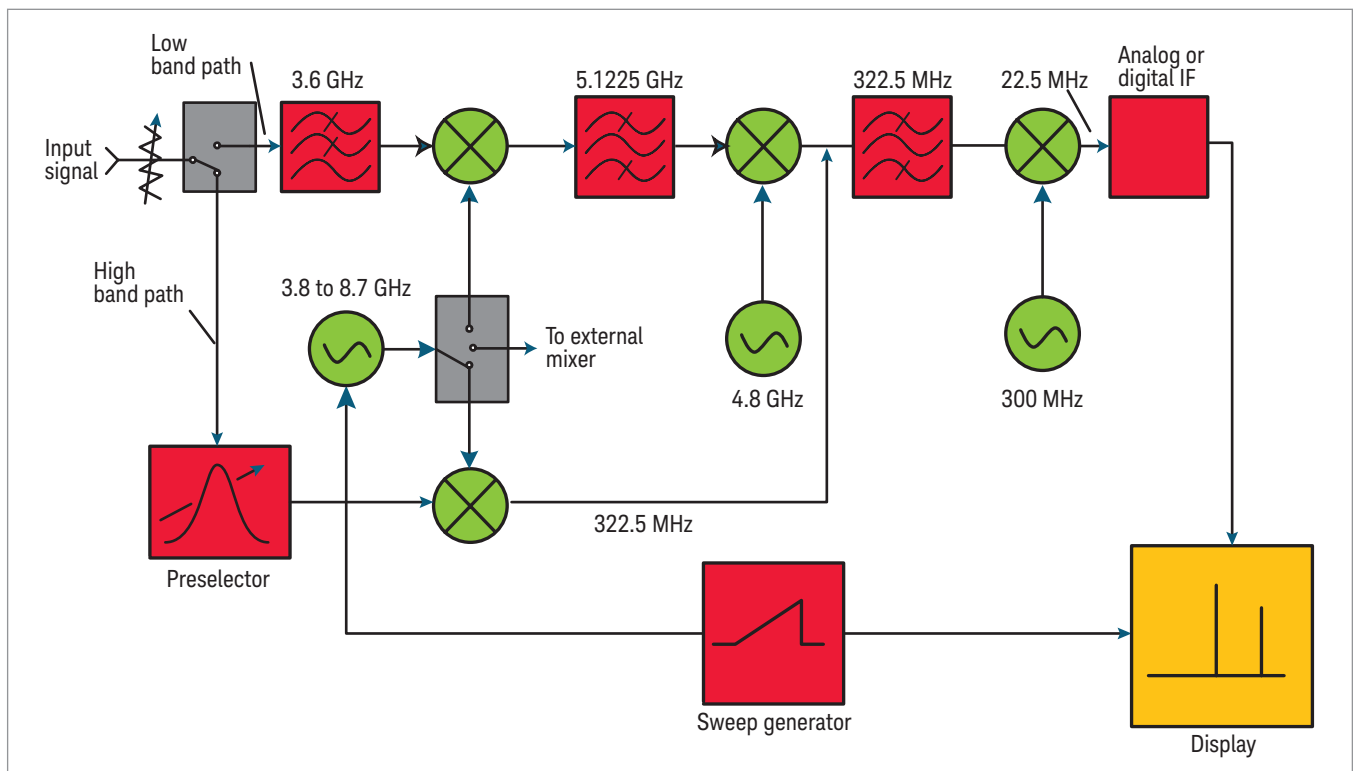 Low
band path
3.6 GHz
5.1225 GHz
322.5 MHz
22.5 MHz
Analog or
digital IF
Input
signal
High
band path
3.8 to 8.7 GHz
To external
mixer
4.8 GHz
300 MHz
322.5 MHz
Preselector
Sweep generator
Display